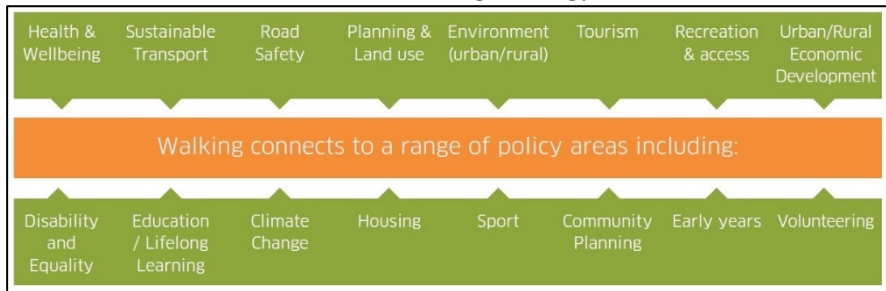 Health &
Wellbeing
Sustainable
Transport
Road
Safety
Planning &
Land use
Environment
(urban/rural)
Tourism
Recreation
& access
Urban/Rural
Economic
Development
Walking connects to a range of policy areas including:
Disability
and
Equality
Education
/ Lifelong
Learning
Climate
Change
Housing
Sport
Community
Planning
Early years
Volunteering